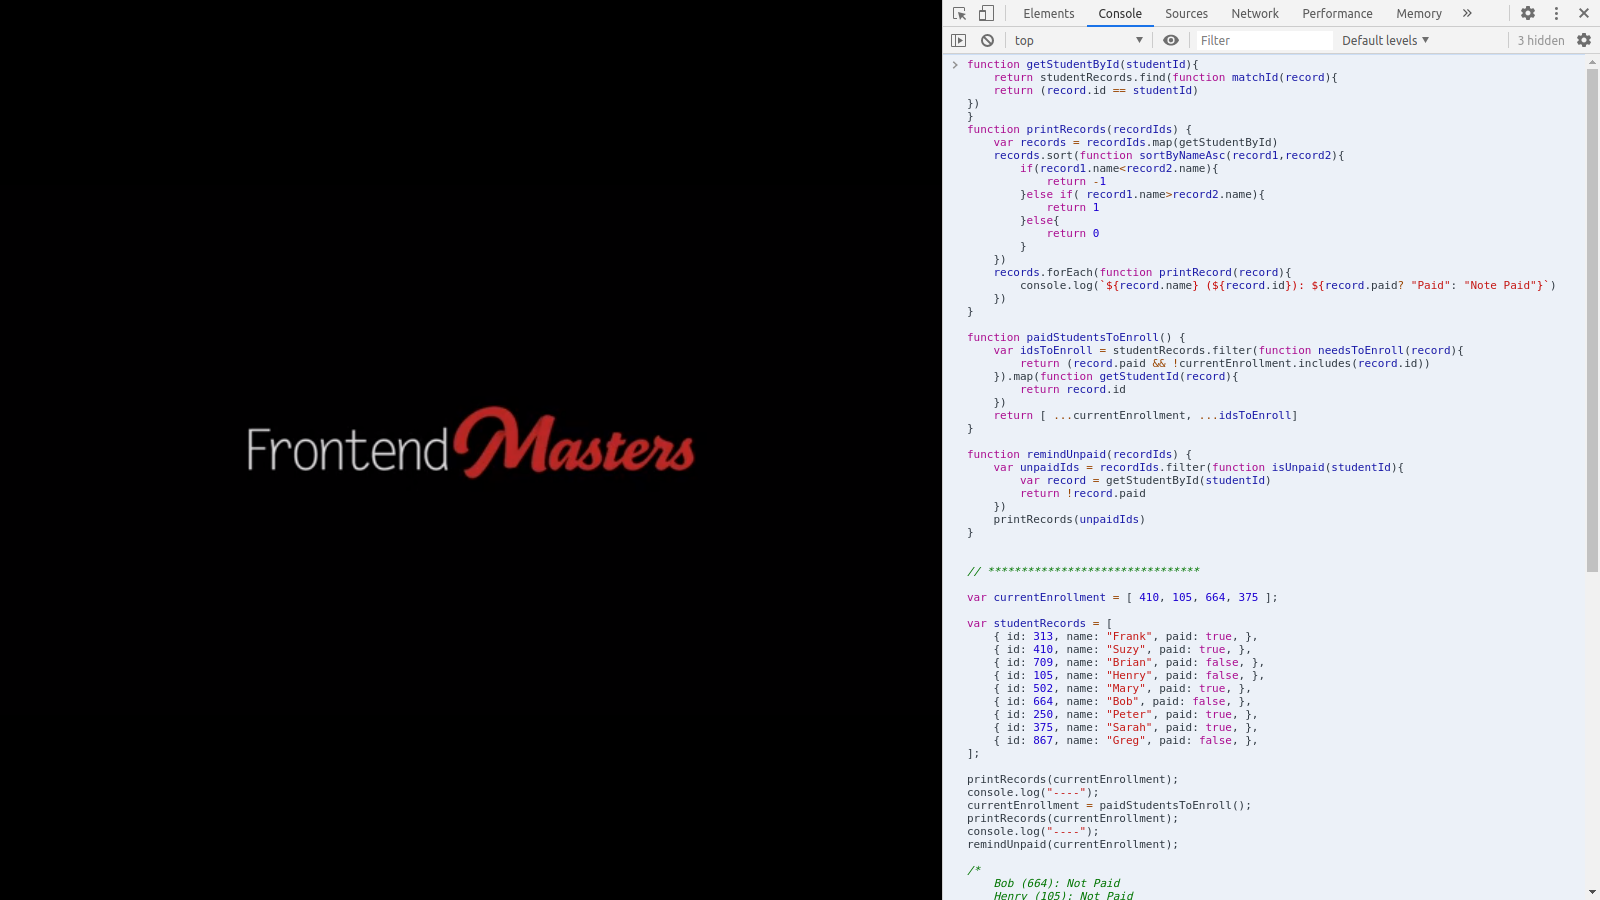 Frontend Masters
Elements Console Sources Network Performance Memory »
top Filter Default levels 3 hidden
function getStudentById(studentId){
    return studentRecords.find(function matchId(record){
    return (record.id == studentId)
})
}
function printRecords(recordIds) {
    var records = recordIds.map(getStudentById)
    records.sort(function sortByNameAsc(record1,record2){
        if(record1.name<record2.name){
            return -1
        }else if( record1.name>record2.name){
            return 1
        }else{
            return 0
        }
    })
    records.forEach(function printRecord(record){
        console.log(`${record.name} (${record.id}): ${record.paid? "Paid": "Note Paid"}`)
    })
}
function paidStudentsToEnroll() {
    var idsToEnroll = studentRecords.filter(function needsToEnroll(record){
        return (record.paid && !currentEnrollment.includes(record.id))
    }).map(function getStudentId(record){
        return record.id
    })
    return [ ...currentEnrollment, ...idsToEnroll]
}
function remindUnpaid(recordIds) {
    var unpaidIds = recordIds.filter(function isUnpaid(studentId){
        var record = getStudentById(studentId)
        return !record.paid
    })
    printRecords(unpaidIds)
}
// ********************************
var currentEnrollment = [ 410, 105, 664, 375 ];
var studentRecords = [
    { id: 313, name: "Frank", paid: true, },
    { id: 410, name: "Suzy", paid: true, },
    { id: 709, name: "Brian", paid: false, },
    { id: 105, name: "Henry", paid: false, },
    { id: 502, name: "Mary", paid: true, },
    { id: 664, name: "Bob", paid: false, },
    { id: 250, name: "Peter", paid: true, },
    { id: 375, name: "Sarah", paid: true, },
    { id: 867, name: "Greg", paid: false, },
];
printRecords(currentEnrollment);
console.log("----");
currentEnrollment = paidStudentsToEnroll();
printRecords(currentEnrollment);
console.log("----");
remindUnpaid(currentEnrollment);
/*
    Bob (664): Not Paid
    Henry (105): Not Paid